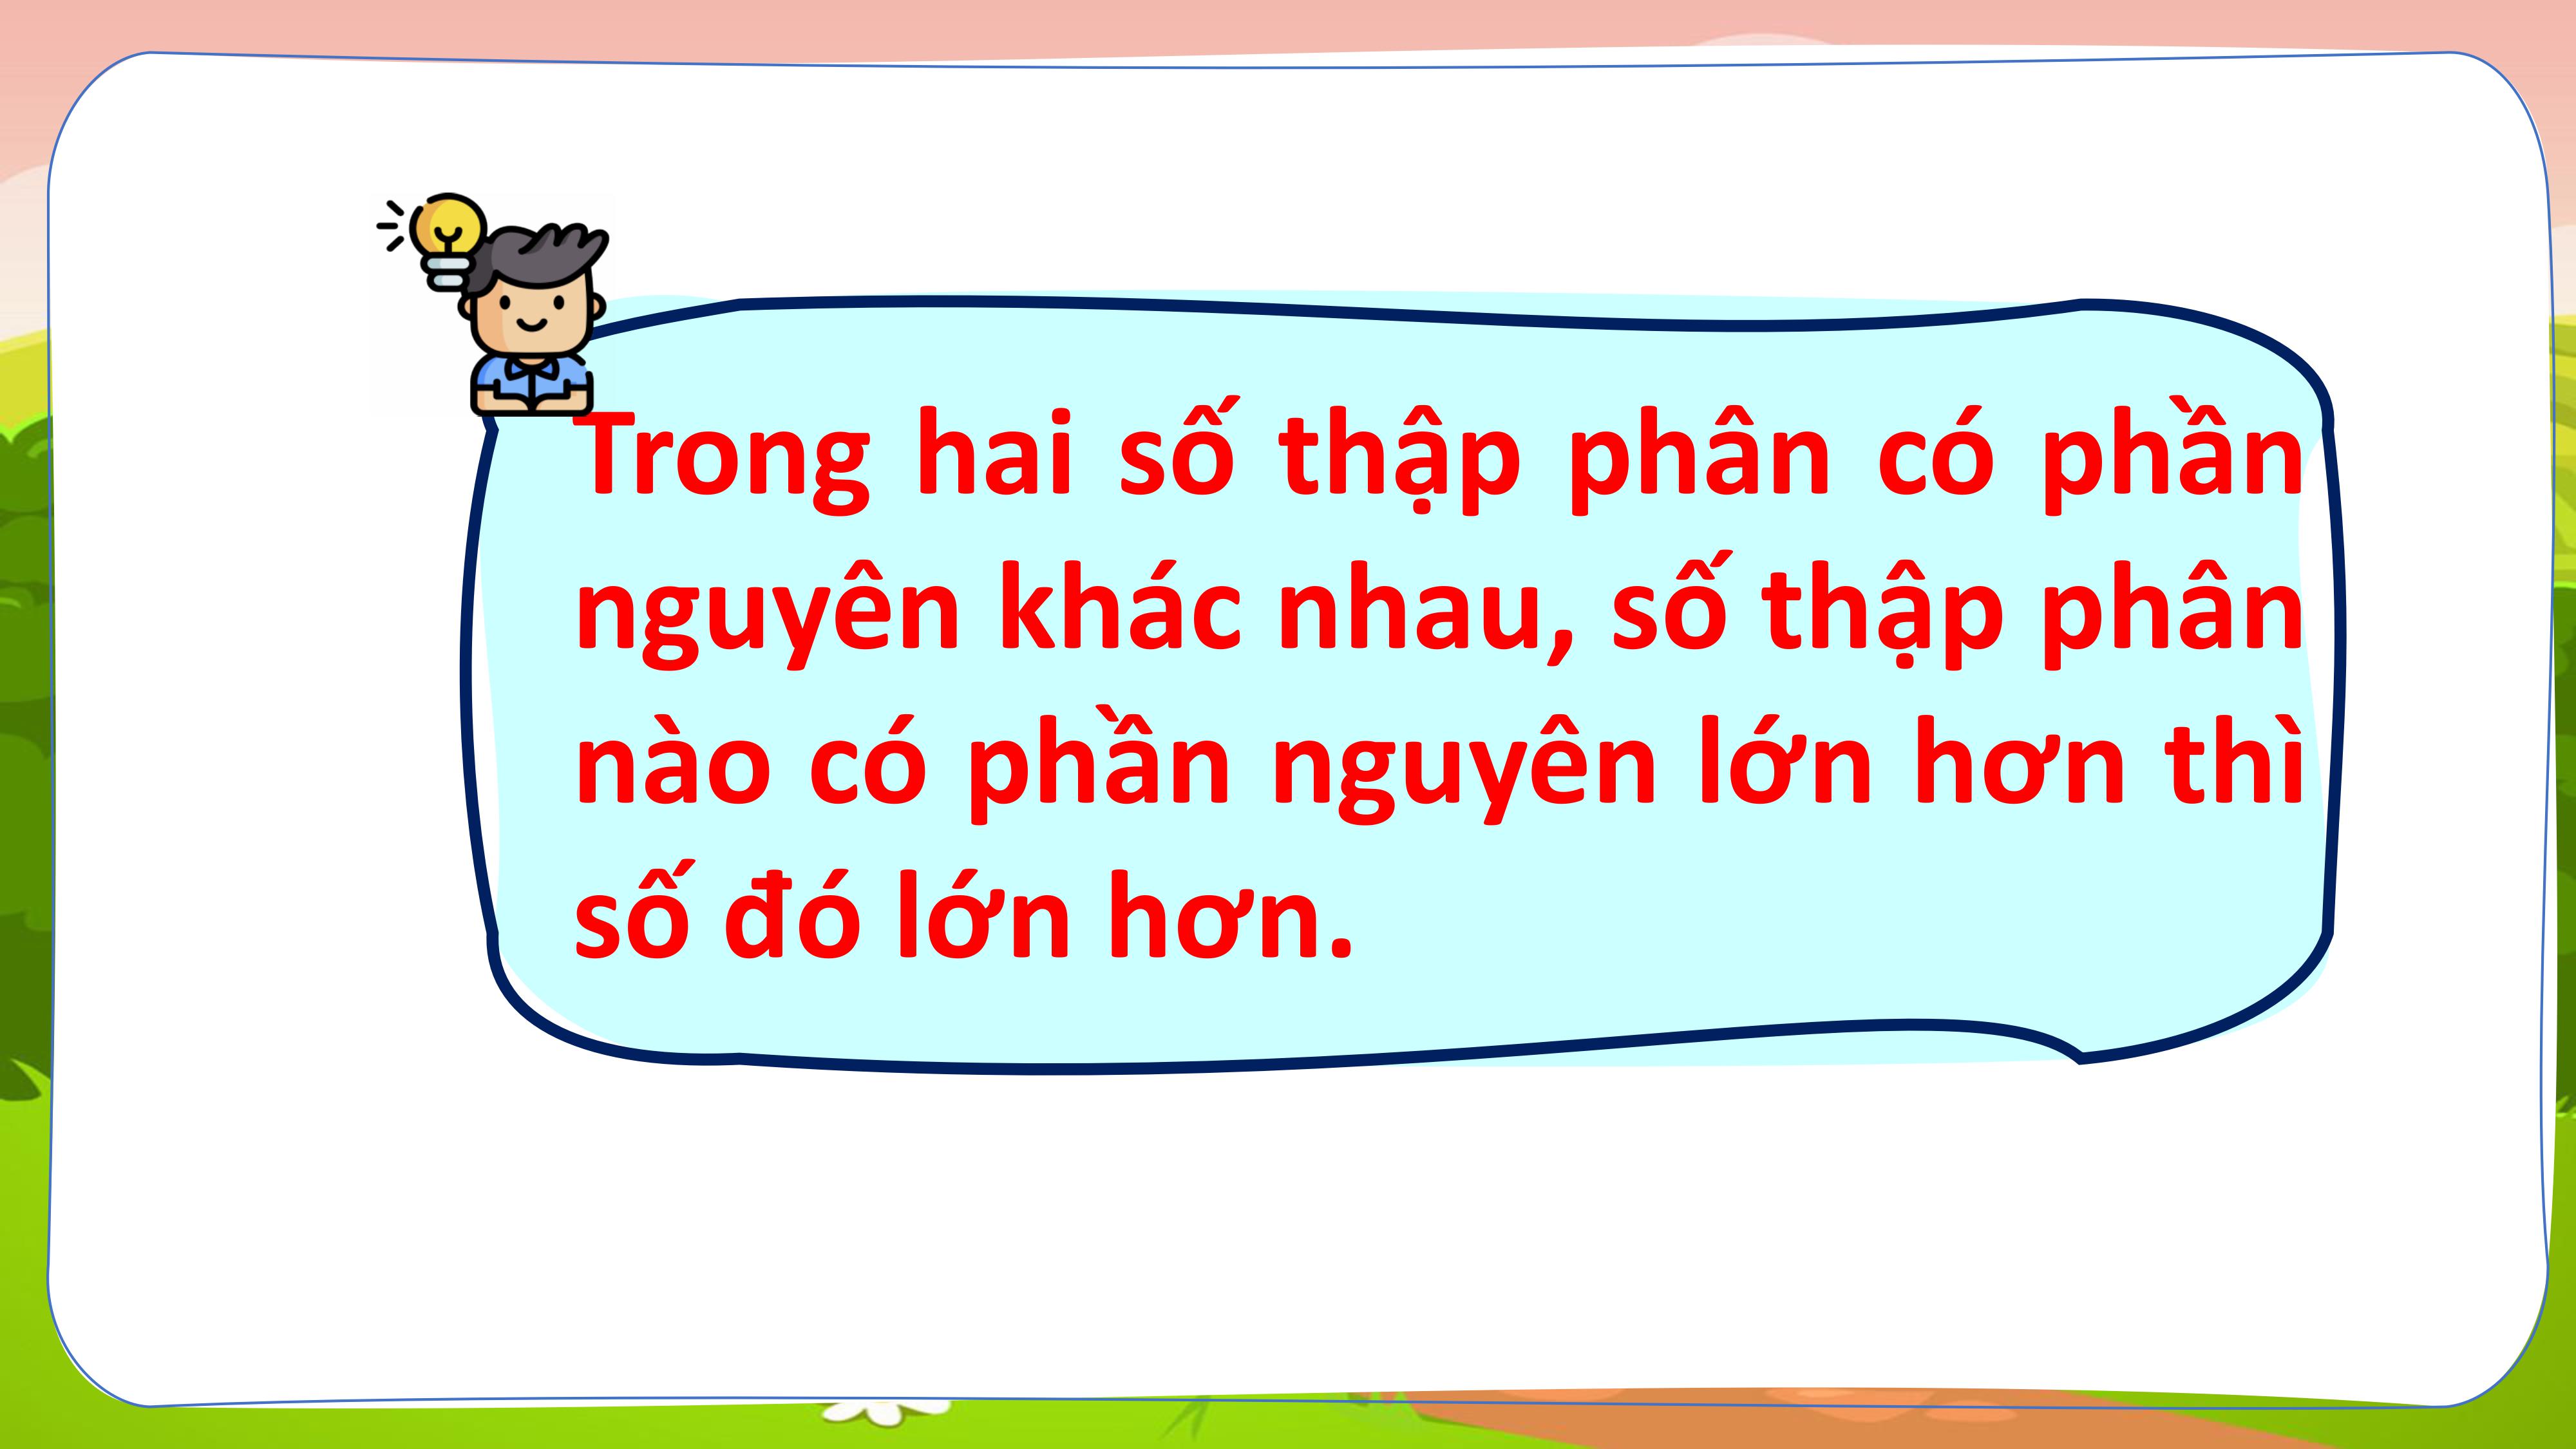 Trong hai số thập phân có phần
nguyên khác nhau, số thập phân
nào có phần nguyên lớn hơn thì
số đó lớn hơn.